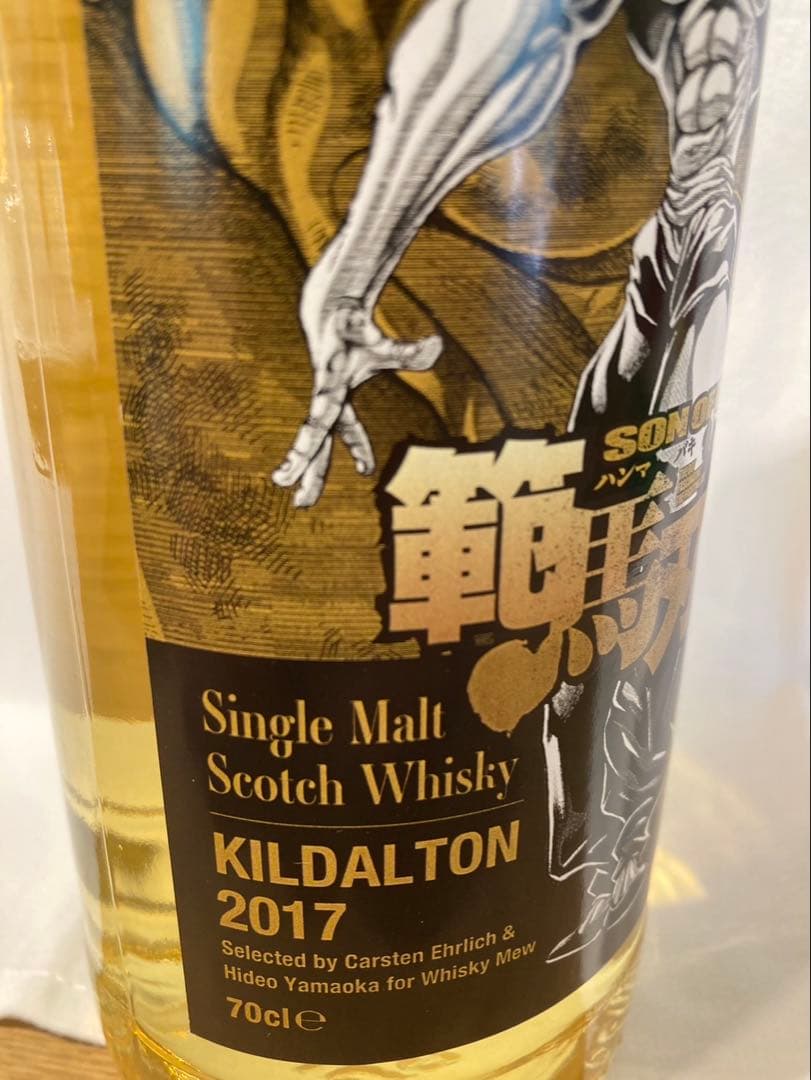 SON OF
ハンマ バキ
範馬刃
Single Malt
Scotch Whisky
KILDALTON
2017
Selected by Carsten Ehrlich &
Hideo Yamaoka for Whisky Mew
70cl e